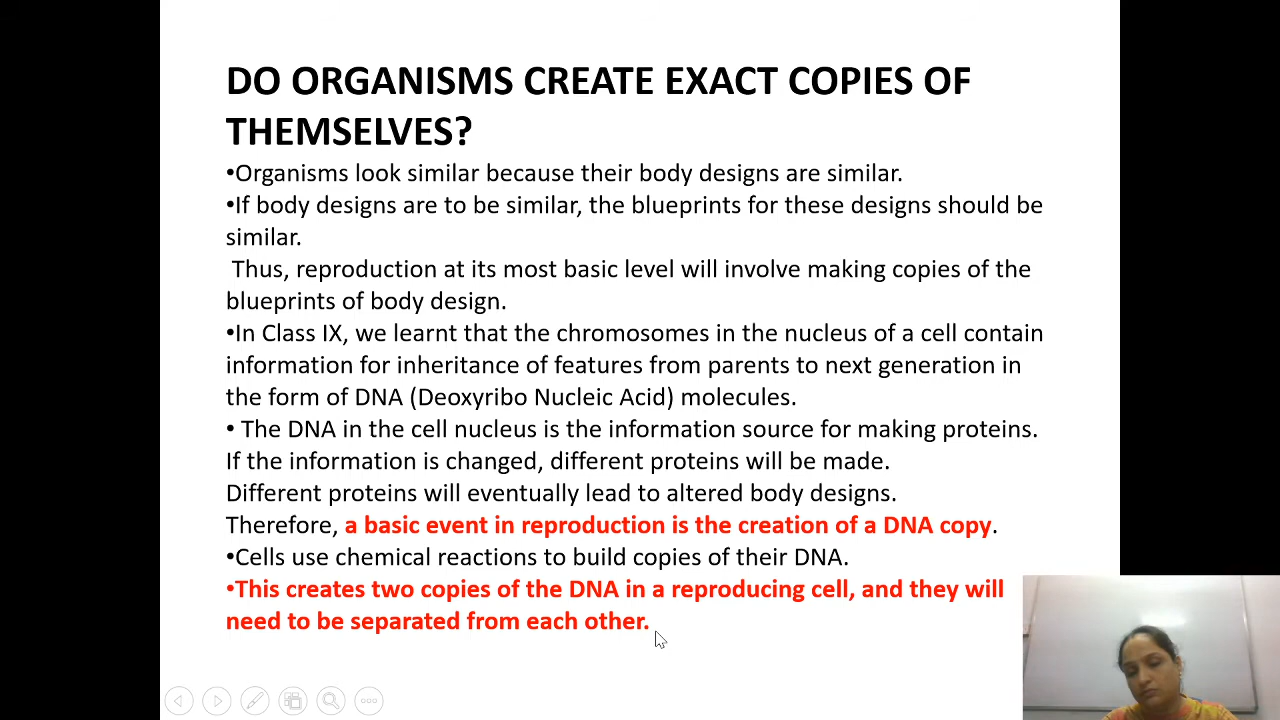 DO ORGANISMS CREATE EXACT COPIES OF
THEMSELVES?
•Organisms look similar because their body designs are similar.
•If body designs are to be similar, the blueprints for these designs should be
similar.
Thus, reproduction at its most basic level will involve making copies of the
blueprints of body design.
•In Class IX, we learnt that the chromosomes in the nucleus of a cell contain
information for inheritance of features from parents to next generation in
the form of DNA (Deoxyribo Nucleic Acid) molecules.
• The DNA in the cell nucleus is the information source for making proteins.
If the information is changed, different proteins will be made.
Different proteins will eventually lead to altered body designs.
Therefore, a basic event in reproduction is the creation of a DNA copy.
•Cells use chemical reactions to build copies of their DNA.
•This creates two copies of the DNA in a reproducing cell, and they will
need to be separated from each other.